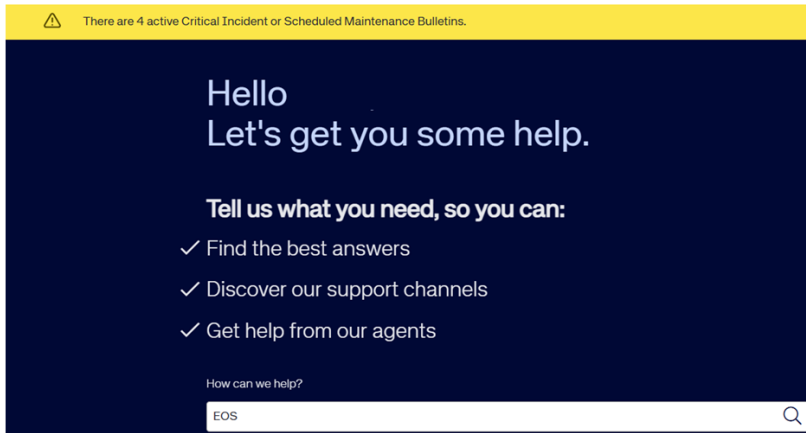 There are 4 active Critical Incident or Scheduled Maintenance Bulletins.
Hello
Let's get you some help.
Tell us what you need, so you can:
Find the best answers
Discover our support channels
Get help from our agents
How can we help?
EOS